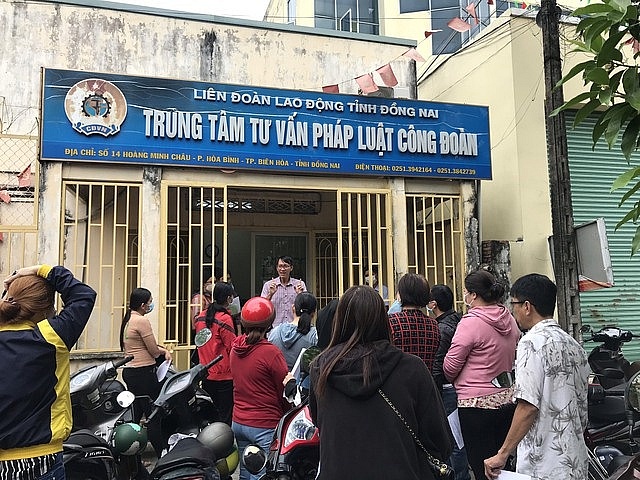 LIÊN ĐOÀN LAO ĐỘNG TỈNH ĐỒNG NAI
TRUNG TÂM TƯ VẤN PHÁP LUẬT CÔNG ĐOÀN
ĐỊA CHỈ: SỐ 14 HOÀNG MINH CHÂU - P. HÒA BÌNH - TP. BIÊN HÒA - TỈNH ĐỒNG NAI
ĐIỆN THOẠI: 0251.3942164 - 0251.3842739
CĐVN